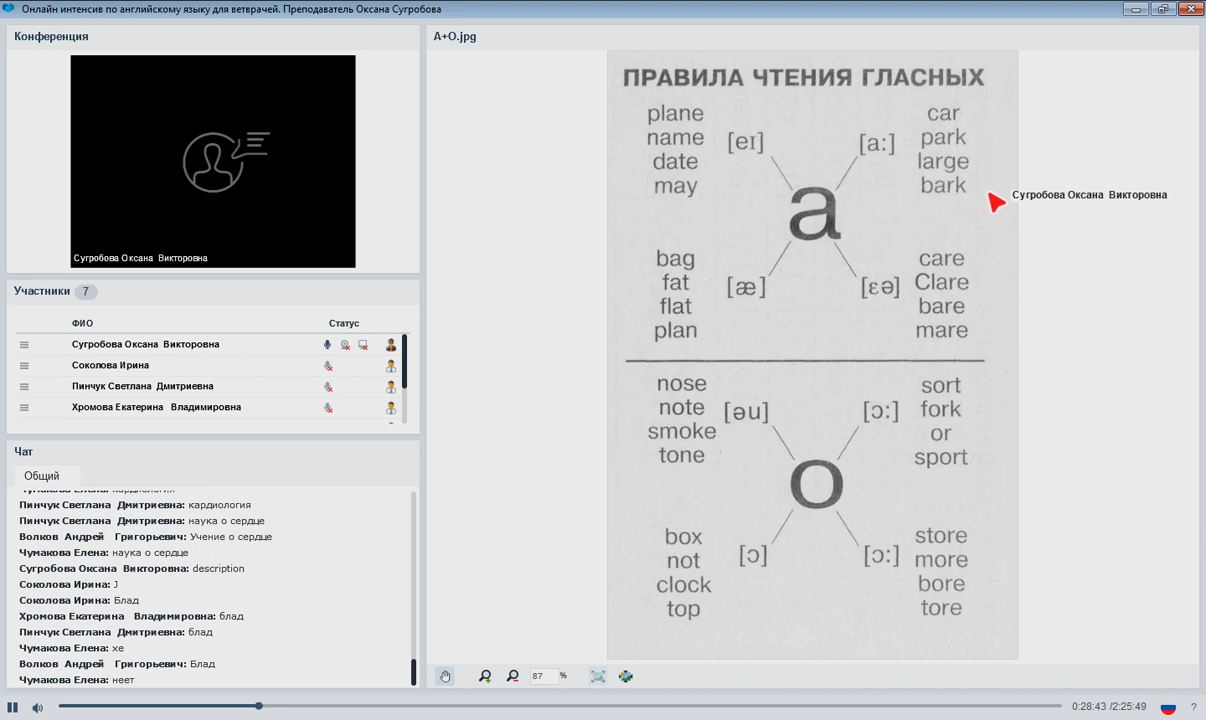 Онлайн интенсив по английскому языку для ветврачей. Преподаватель Оксана Сугробова
Конференция
Сугробова Оксана Викторовна
Участники 7
ФИО Статус
Сугробова Оксана Викторовна
Соколова Ирина
Пинчук Светлана Дмитриевна
Хромова Екатерина Владимировна
Чат
Общий
Чумакова Елена: кардиология
Пинчук Светлана Дмитриевна: кардиология
Пинчук Светлана Дмитриевна: наука о сердце
Волков Андрей Григорьевич: Учение о сердце
Чумакова Елена: наука о сердце
Сугробова Оксана Викторовна: description
Соколова Ирина: J
Соколова Ирина: Блад
Хромова Екатерина Владимировна: блад
Пинчук Светлана Дмитриевна: блад
Чумакова Елена: хе
Волков Андрей Григорьевич: Блад
Чумакова Елена: неет
A+O.jpg
ПРАВИЛА ЧТЕНИЯ ГЛАСНЫХ
plane
name
date
may
[eɪ]
[a:]
car
park
large
bark
a
bag
fat
flat
plan
[æ]
[ɛə]
care
Clare
bare
mare
Сугробова Оксана Викторовна
nose
note
smoke
tone
[əu]
[ɔ:]
sort
fork
or
sport
o
box
not
clock
top
[ɔ]
[ɔ:]
store
more
bore
tore
87 %
0:28:43 /2:25:49
?